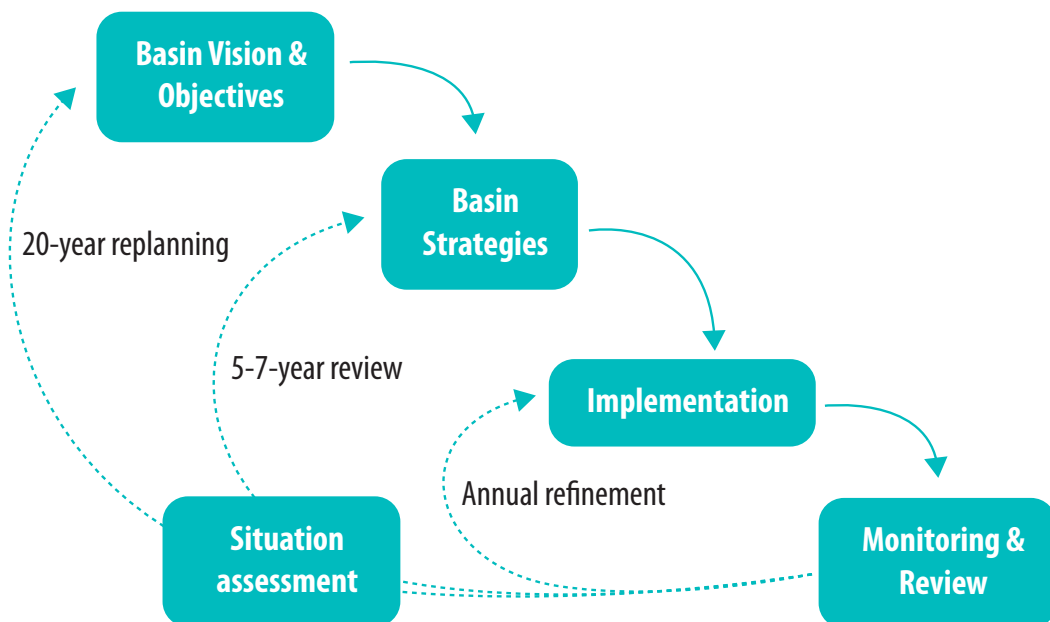 Basin Vision &
Objectives
Basin
Strategies
20-year replanning
5-7-year review
Implementation
Annual refinement
Situation
assessment
Monitoring &
Review